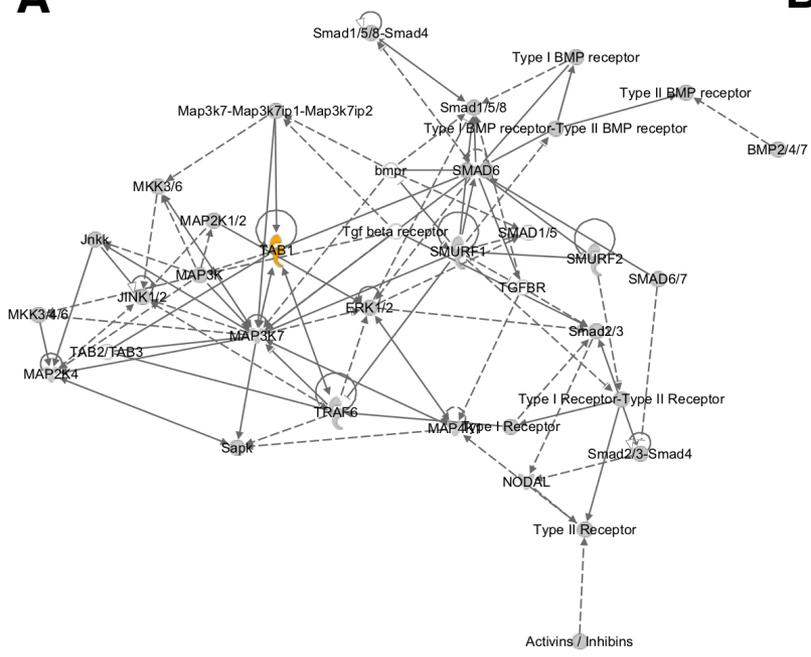 A
Smad1/5/8-Smad4
Type I BMP receptor
Type II BMP receptor
Map3k7-Map3k7ip1-Map3k7ip2
Smad1/5/8
Type I BMP receptor-Type II BMP receptor
BMP2/4/7
bmpr
SMAD6
MKK3/6
MAP2K1/2
Tgf beta receptor
SMAD1/5
Jnkk
TAB1
SMURF1
SMURF2
MAP3K
SMAD6/7
TGFBR
JINK1/2
ERK1/2
MKK3/4/6
MAP3K7
Smad2/3
TAB2/TAB3
MAP2K4
Type I Receptor-Type II Receptor
TRAF6
Type I Receptor
Sapk
Smad2/3-Smad4
NODAL
Type II Receptor
Activins / Inhibins